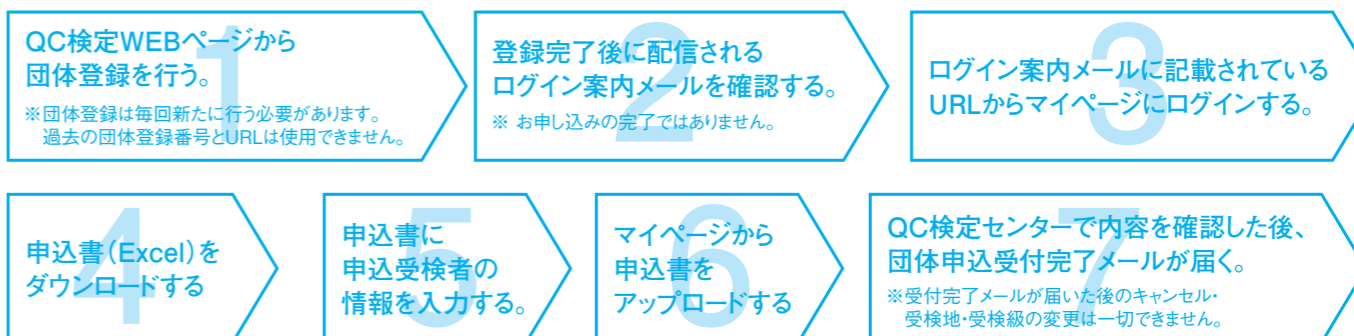 1
QC検定WEBページから
団体登録を行う。
※団体登録は毎回新たに行う必要があります。
過去の団体登録番号とURLは使用できません。
2
登録完了後に配信される
ログイン案内メールを確認する。
※ お申し込みの完了ではありません。
3
ログイン案内メールに記載されている
URLからマイページにログインする。
4
申込書(Excel)を
ダウンロードする
5
申込書に
申込受検者の
情報を入力する。
6
マイページから
申込書を
アップロードする
7
QC検定センターで内容を確認した後、
団体申込受付完了メールが届く。
※受付完了メールが届いた後のキャンセル・
受検地・受検級の変更は一切できません。